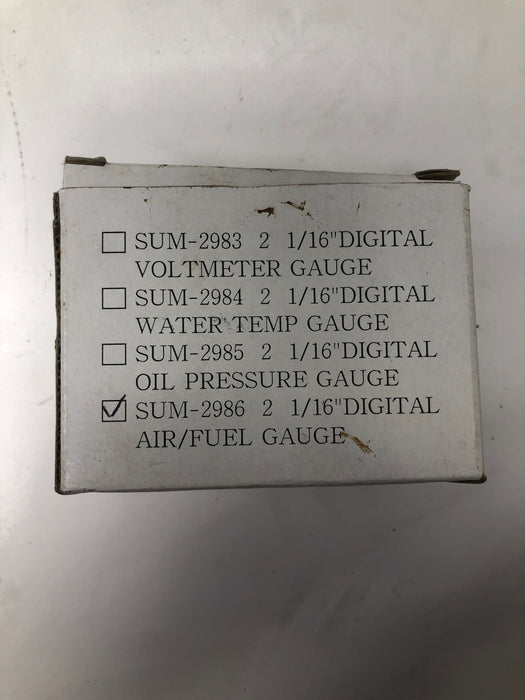 ☐ SUM-2983 2 1/16"DIGITAL
VOLTMETER GAUGE
☐ SUM-2984 2 1/16"DIGITAL
WATER TEMP GAUGE
☐ SUM-2985 2 1/16"DIGITAL
OIL PRESSURE GAUGE
☑ SUM-2986 2 1/16"DIGITAL
AIR/FUEL GAUGE